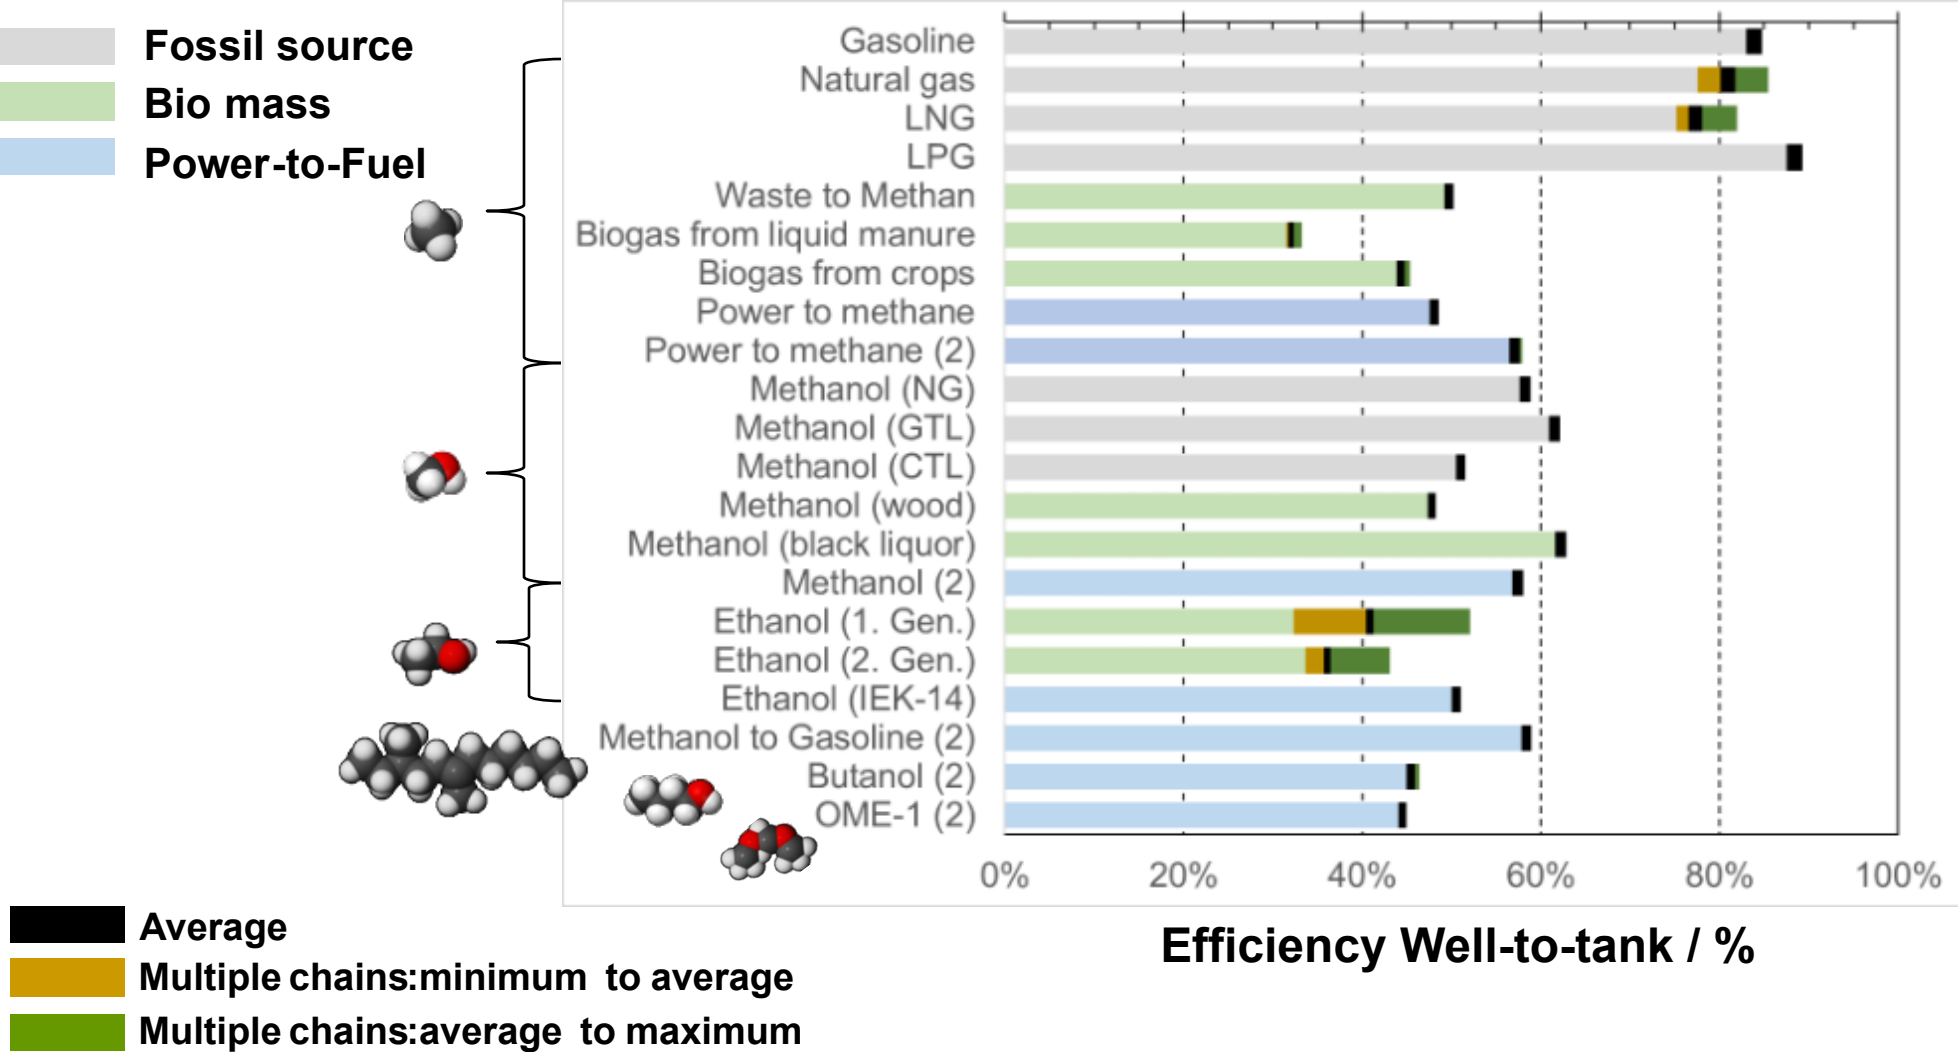 Fossil source
Bio mass
Power-to-Fuel
Gasoline
Natural gas
LNG
LPG
Waste to Methan
Biogas from liquid manure
Biogas from crops
Power to methane
Power to methane (2)
Methanol (NG)
Methanol (GTL)
Methanol (CTL)
Methanol (wood)
Methanol (black liquor)
Methanol (2)
Ethanol (1. Gen.)
Ethanol (2. Gen.)
Ethanol (IEK-14)
Methanol to Gasoline (2)
Butanol (2)
OME-1 (2)
0% 20% 40% 60% 80% 100%
Efficiency Well-to-tank / %
Average
Multiple chains:minimum to average
Multiple chains:average to maximum